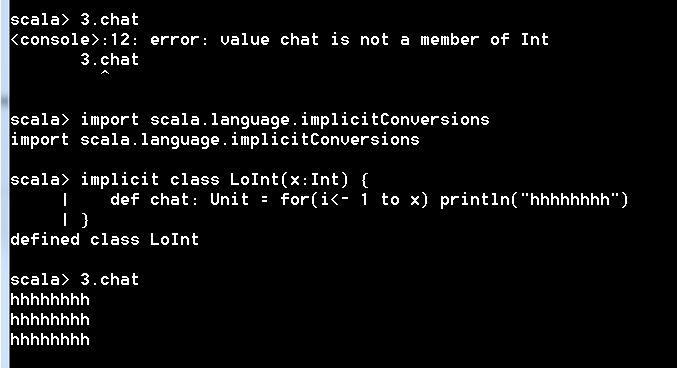 scala> 3.chat
<console>:12: error: value chat is not a member of Int
       3.chat
         ^
scala> import scala.language.implicitConversions
import scala.language.implicitConversions
scala> implicit class LoInt(x:Int) {
     |    def chat: Unit = for(i<- 1 to x) println("hhhhhhhh")
     | }
defined class LoInt
scala> 3.chat
hhhhhhhh
hhhhhhhh
hhhhhhhh